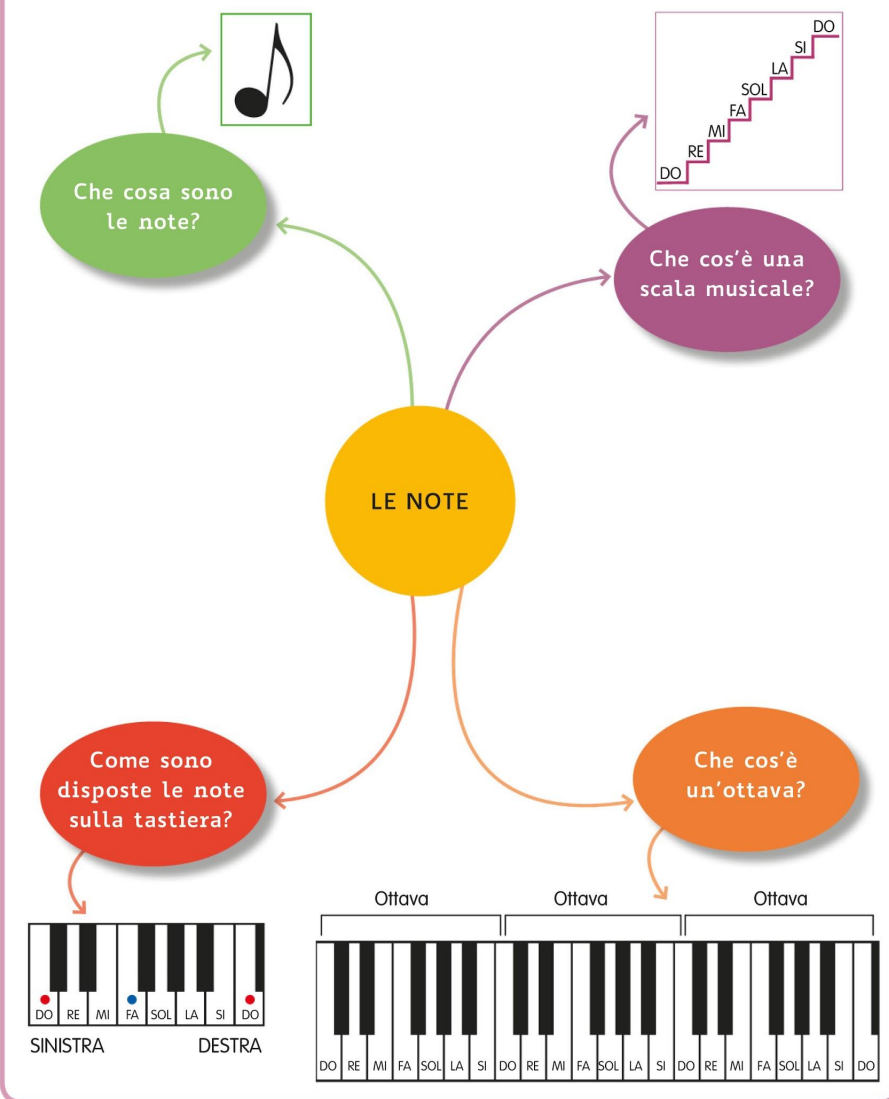 DO
RE
MI
FA
SOL
LA
SI
DO
Che cosa sono
le note?
Che cos'è una
scala musicale?
LE NOTE
Come sono
disposte le note
sulla tastiera?
Che cos'è
un'ottava?
DO RE MI FA SOL LA SI DO
SINISTRA DESTRA
Ottava Ottava Ottava
DO RE MI FA SOL LA SI DO RE MI FA SOL LA SI DO RE MI FA SOL LA SI DO